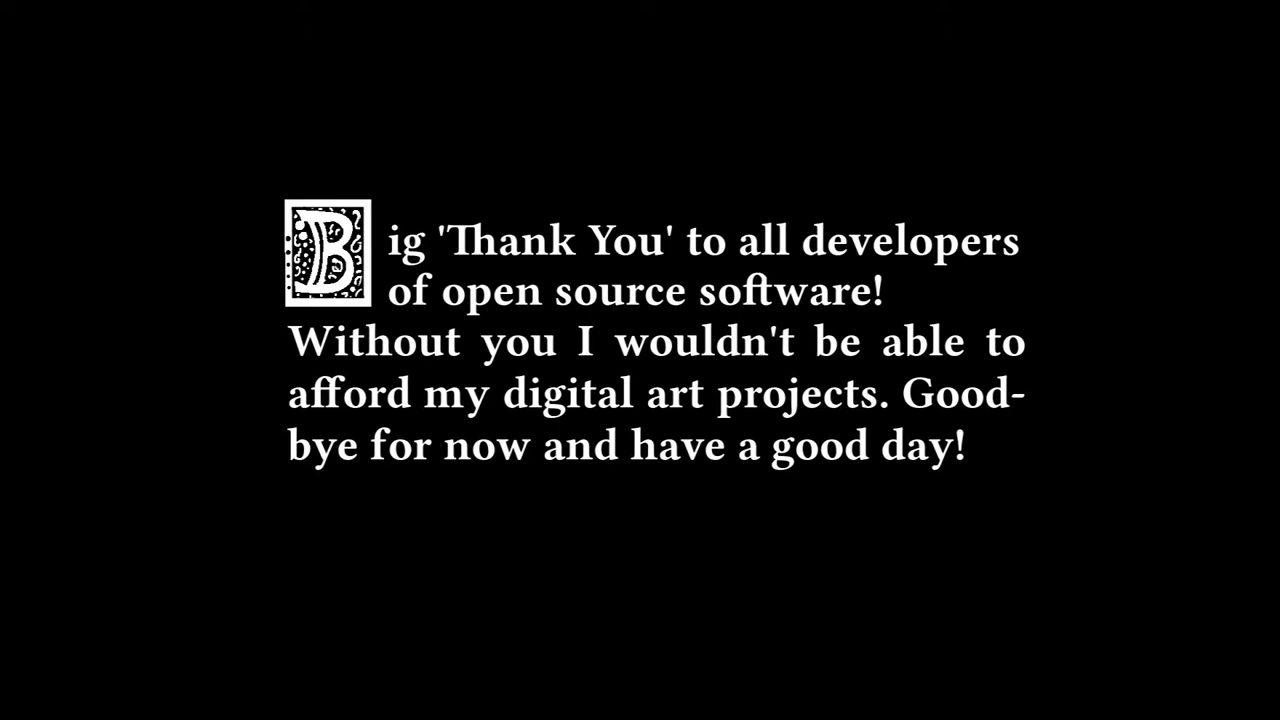 Big 'Thank You' to all developers
of open source software!
Without you I wouldn't be able to
afford my digital art projects. Good-
bye for now and have a good day!